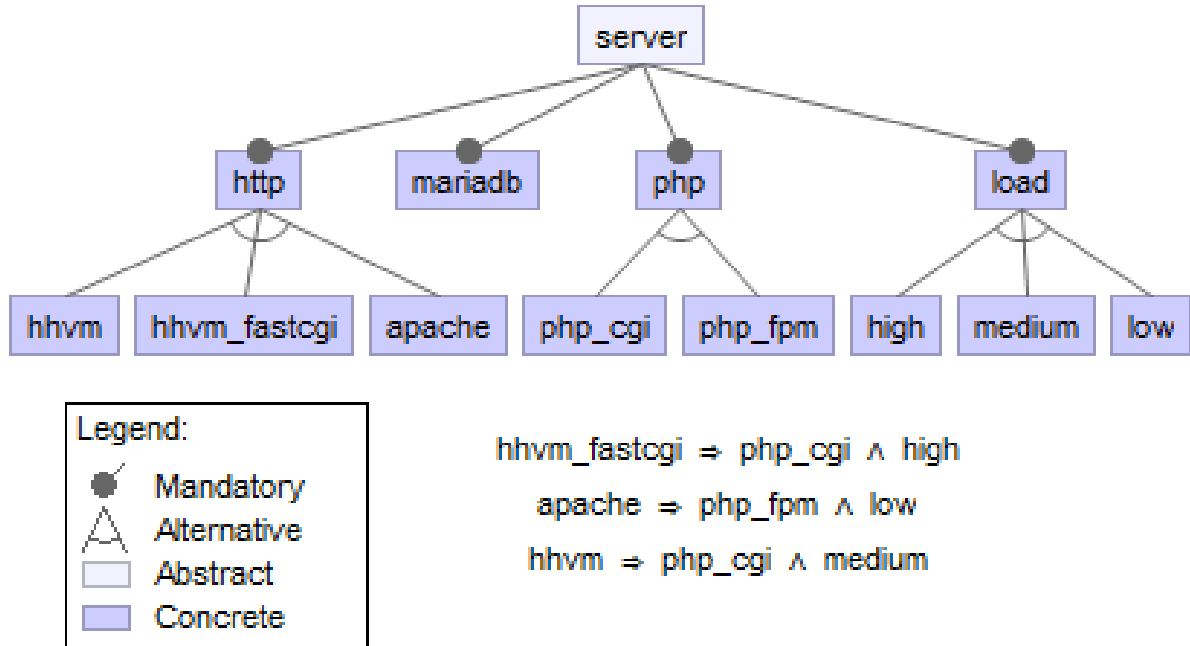 server
http mariadb php load
hhvm hhvm_fastcgi apache php_cgi php_fpm high medium low
Legend:
Mandatory
Alternative
Abstract
Concrete
hhvm_fastcgi ⇒ php_cgi ∧ high
apache ⇒ php_fpm ∧ low
hhvm ⇒ php_cgi ∧ medium